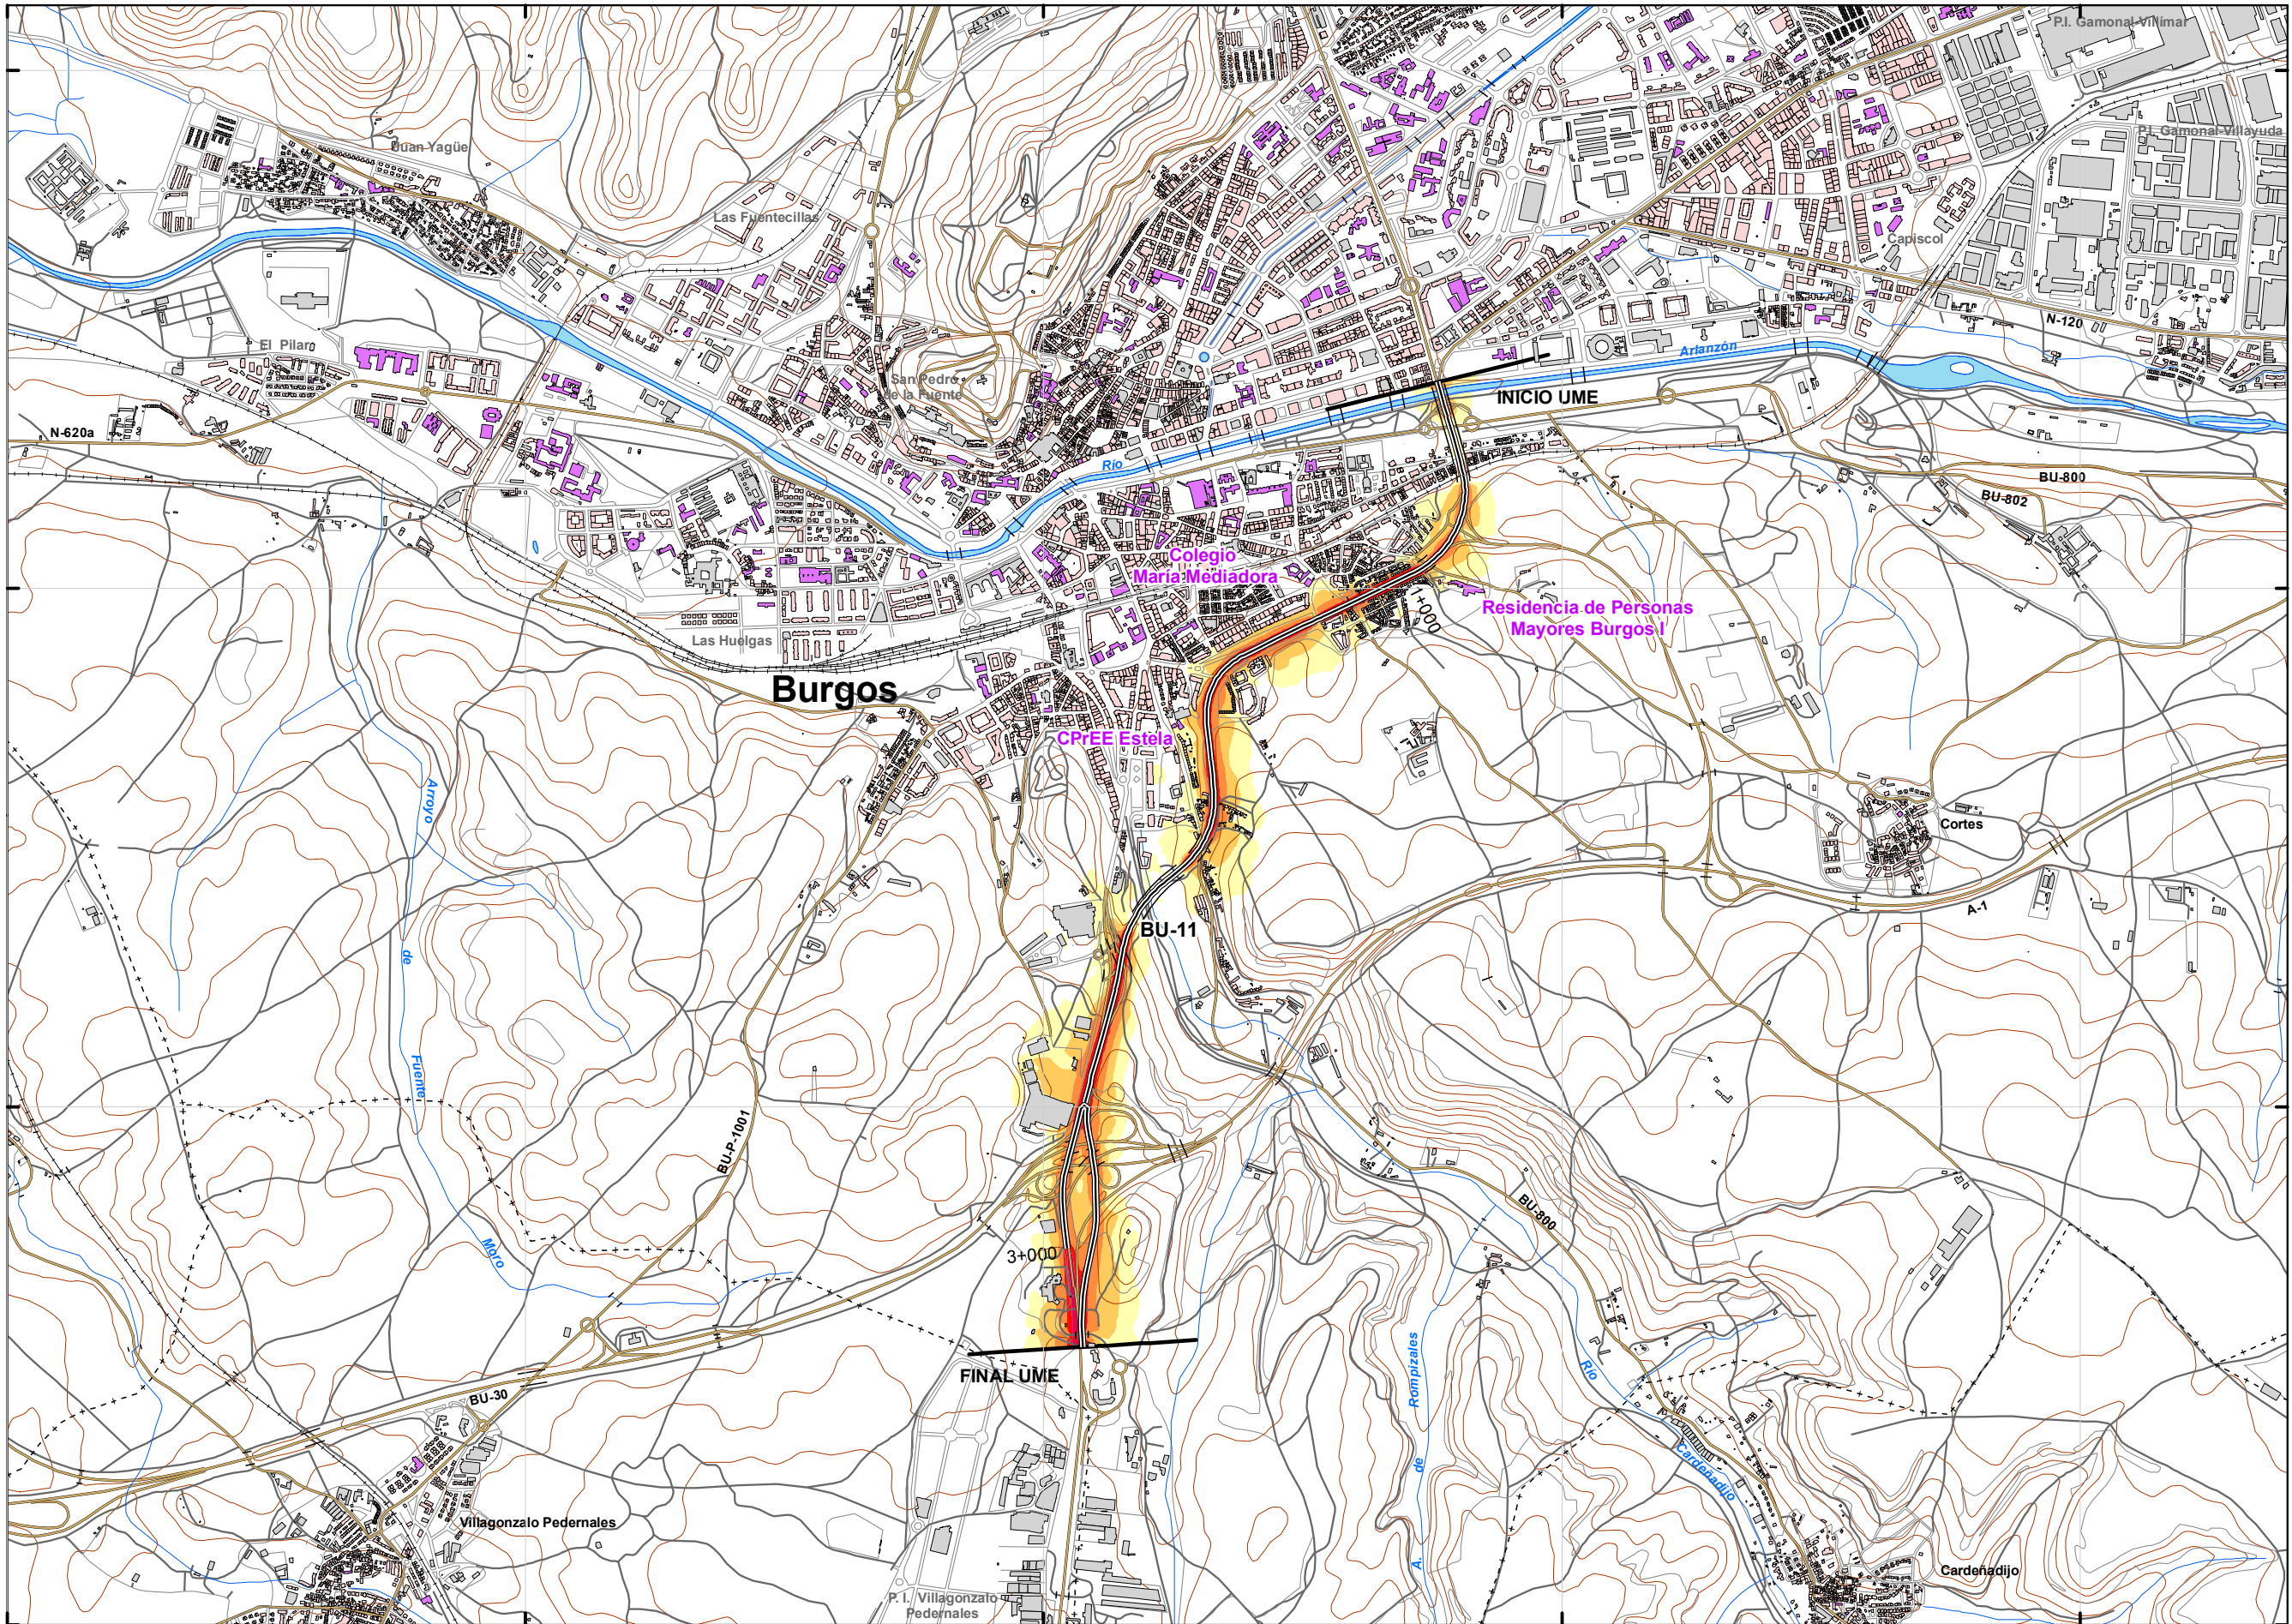 P.I. Gamonal-Villímar
P.I. Gamonal-Villayuda
Juan Yagüe
Las Fuentecillas
Capiscol
N-120
El Pilar
San Pedro
de la Fuente
Arlanzón
INICIO UME
N-620a
Río
BU-800
BU-802
Colegio
María Mediadora
Residencia de Personas
Mayores Burgos I
1+000
Las Huelgas
Burgos
CPrEE Estela
Arroyo
de
Fuente
Moro
Cortes
A-1
BU-11
BU-P-1001
BU-800
3+000
FINAL UME
BU-30
Río
Cardeñadijo
A.
de
Rompizales
Villagonzalo Pedernales
Cardeñadijo
P. I. Villagonzalo
Pedernales